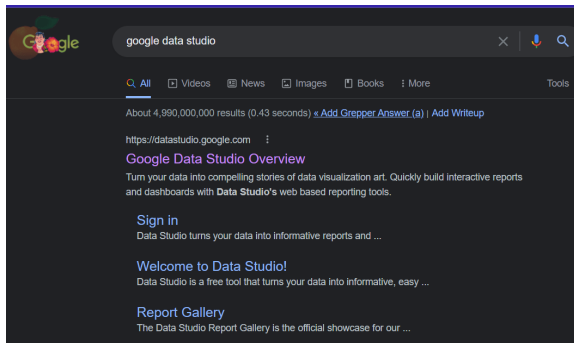 Google
google data studio
All Videos News Images Books More Tools
About 4,990,000,000 results (0.43 seconds) « Add Grepper Answer (a) | Add Writeup
https://datastudio.google.com
Google Data Studio Overview
Turn your data into compelling stories of data visualization art. Quickly build interactive reports
and dashboards with Data Studio's web based reporting tools.
Sign in
Data Studio turns your data into informative reports and ...
Welcome to Data Studio!
Data Studio is a free tool that turns your data into informative, easy ...
Report Gallery
The Data Studio Report Gallery is the official showcase for our ...